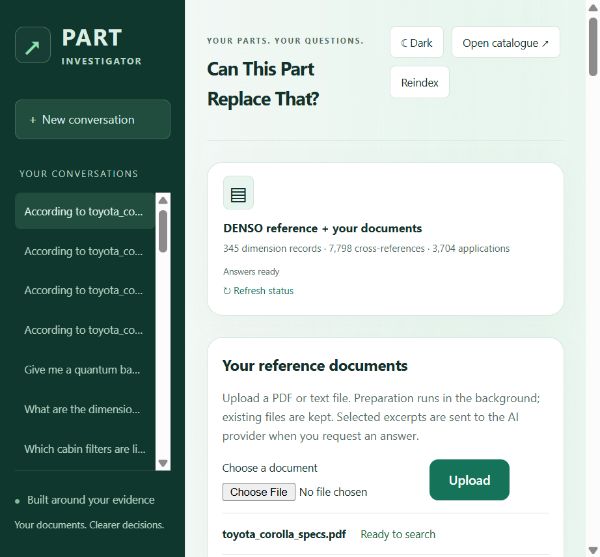 PART
INVESTIGATOR
+ New conversation
YOUR CONVERSATIONS
According to toyota_co...
According to toyota_co...
According to toyota_co...
According to toyota_co...
Give me a quantum ba...
What are the dimensio...
Which cabin filters are li...
Built around your evidence
Your documents. Clearer decisions.
YOUR PARTS. YOUR QUESTIONS.
Can This Part
Replace That?
☾ Dark
Open catalogue ↗
Reindex
DENSO reference + your documents
345 dimension records · 7,798 cross-references · 3,704 applications
Answers ready
↻ Refresh status
Your reference documents
Upload a PDF or text file. Preparation runs in the background;
existing files are kept. Selected excerpts are sent to the AI
provider when you request an answer.
Choose a document
Choose File No file chosen
Upload
toyota_corolla_specs.pdf Ready to search